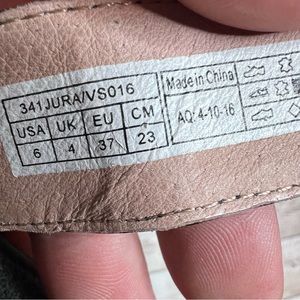 341JURA/VS016
USA UK EU CM
6 4 37 23
Made in China
AQ: 4-10-16